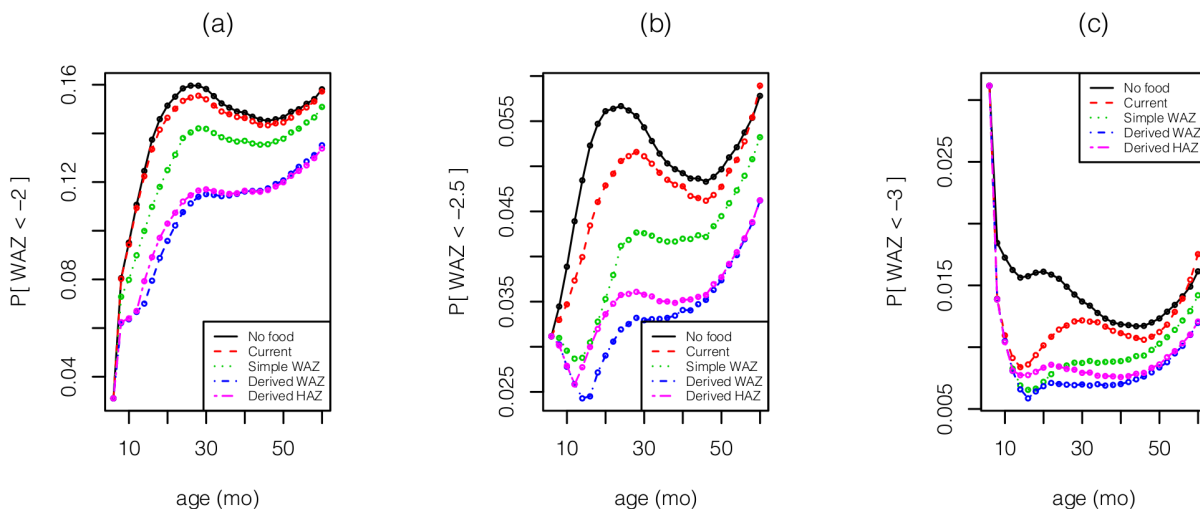 (a)
P[ WAZ < −2 ]
0.16
0.12
0.08
0.04
No food
Current
Simple WAZ
Derived WAZ
Derived HAZ
10 30 50
age (mo)
(b)
P[ WAZ < −2.5 ]
0.055
0.045
0.035
0.025
No food
Current
Simple WAZ
Derived WAZ
Derived HAZ
10 30 50
age (mo)
(c)
P[ WAZ < −3 ]
0.025
0.015
0.005
No food
Current
Simple WAZ
Derived WAZ
Derived HAZ
10 30 50
age (mo)